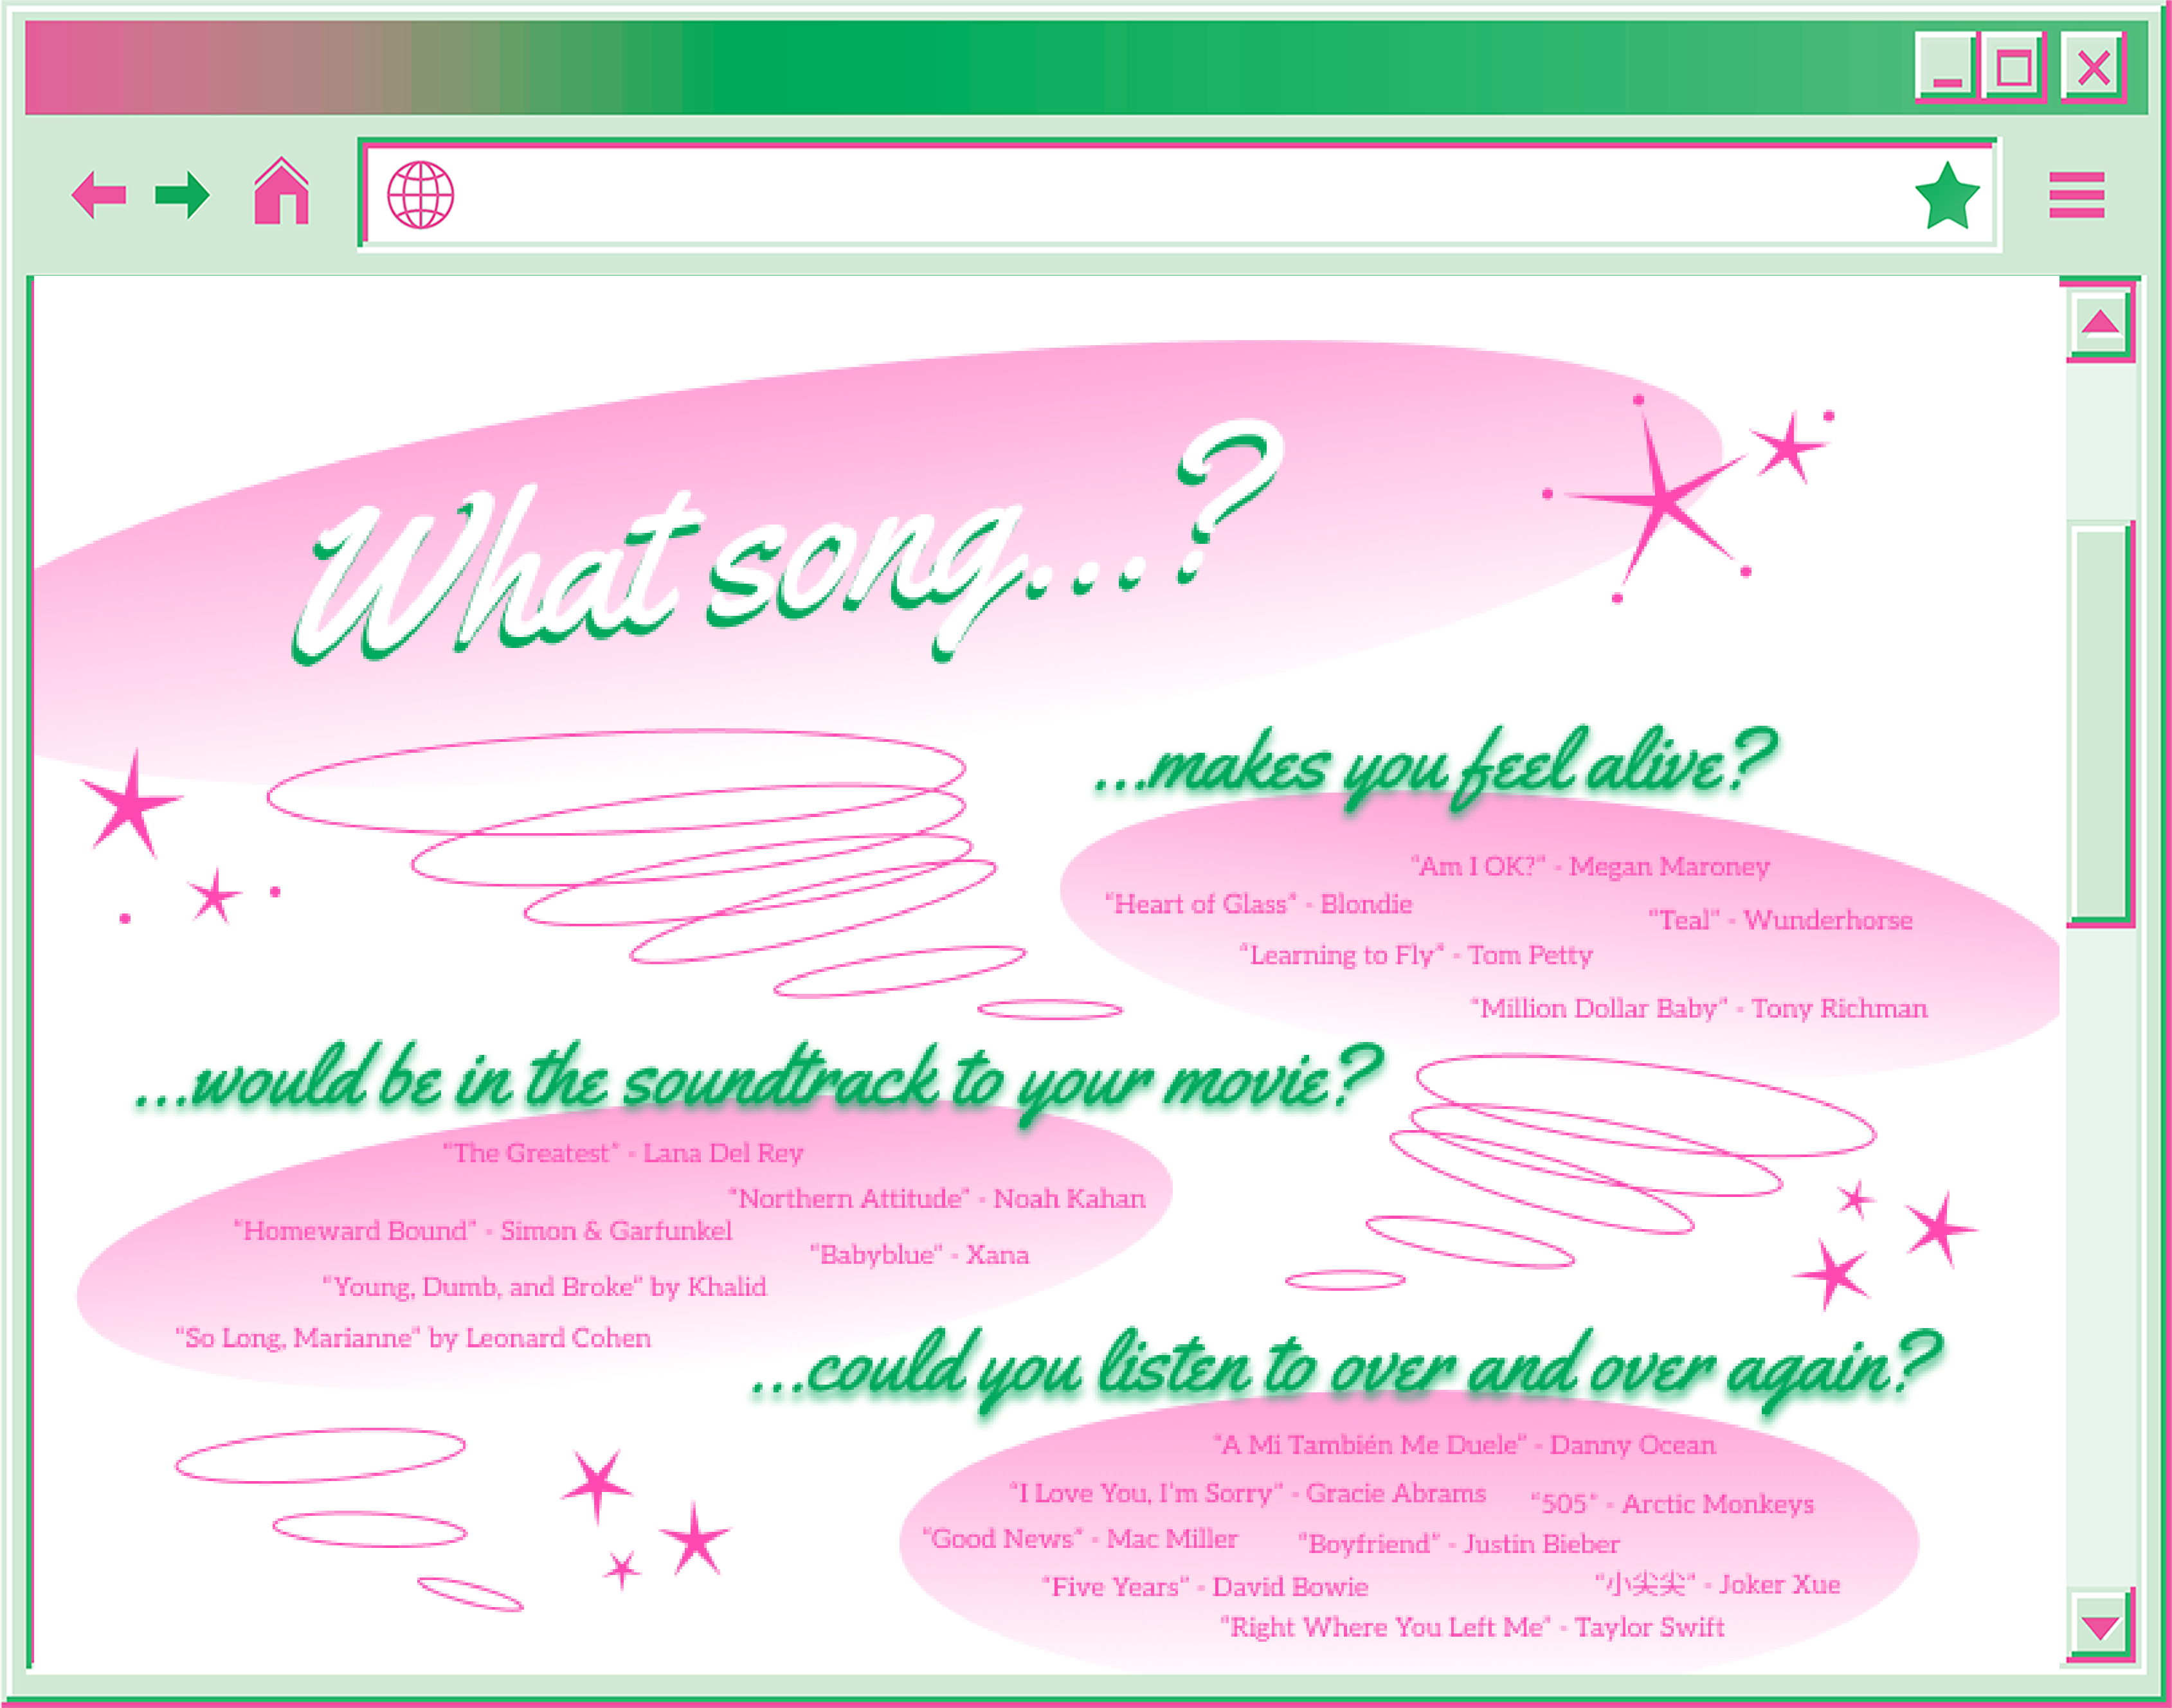 What song...?
...makes you feel alive?
“Am I OK?” - Megan Maroney
“Heart of Glass” - Blondie
“Teal” - Wunderhorse
“Learning to Fly” - Tom Petty
“Million Dollar Baby” - Tony Richman
...would be in the soundtrack to your movie?
“The Greatest” - Lana Del Rey
“Northern Attitude” - Noah Kahan
“Homeward Bound” - Simon & Garfunkel
“Babyblue” - Xana
“Young, Dumb, and Broke” by Khalid
“So Long, Marianne” by Leonard Cohen
...could you listen to over and over again?
“A Mi También Me Duele” - Danny Ocean
“I Love You, I'm Sorry” - Gracie Abrams
“505” - Arctic Monkeys
“Good News” - Mac Miller
“Boyfriend” - Justin Bieber
“Five Years” - David Bowie
“小尖尖” - Joker Xue
“Right Where You Left Me” - Taylor Swift